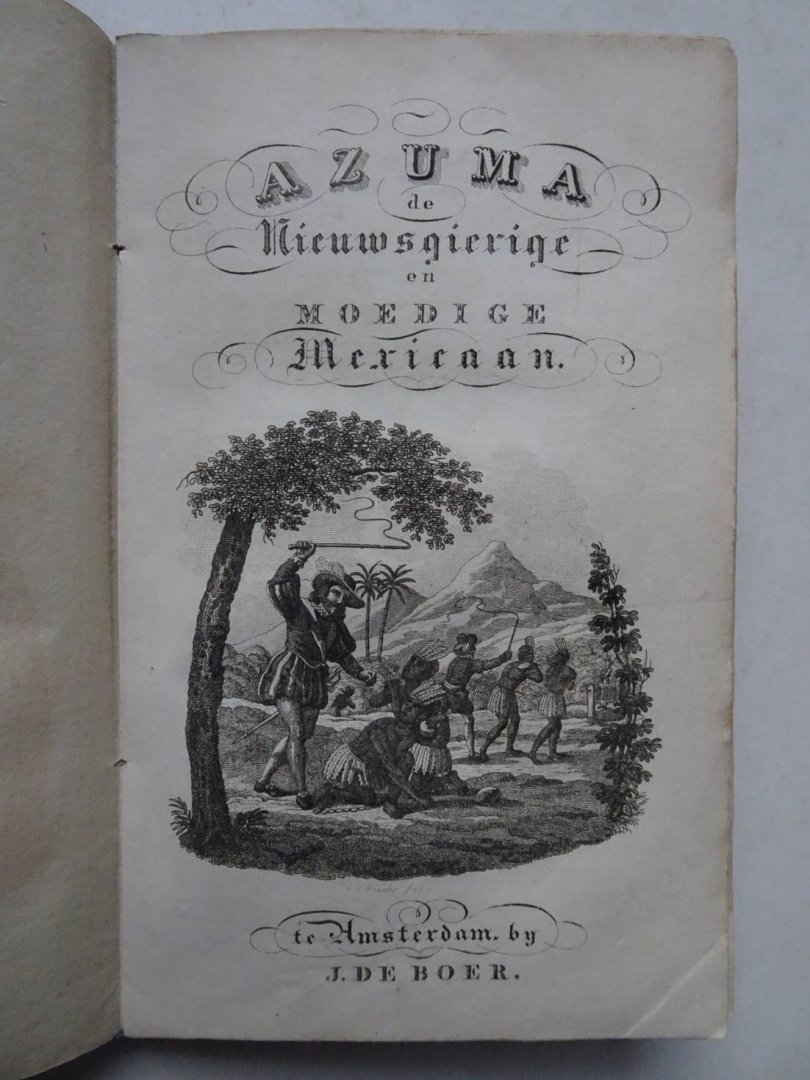 AZUMA
de
Nieuwsgierige
en
MOEDIGE
Mexicaan.
te Amsterdam. by
J. DE BOER.